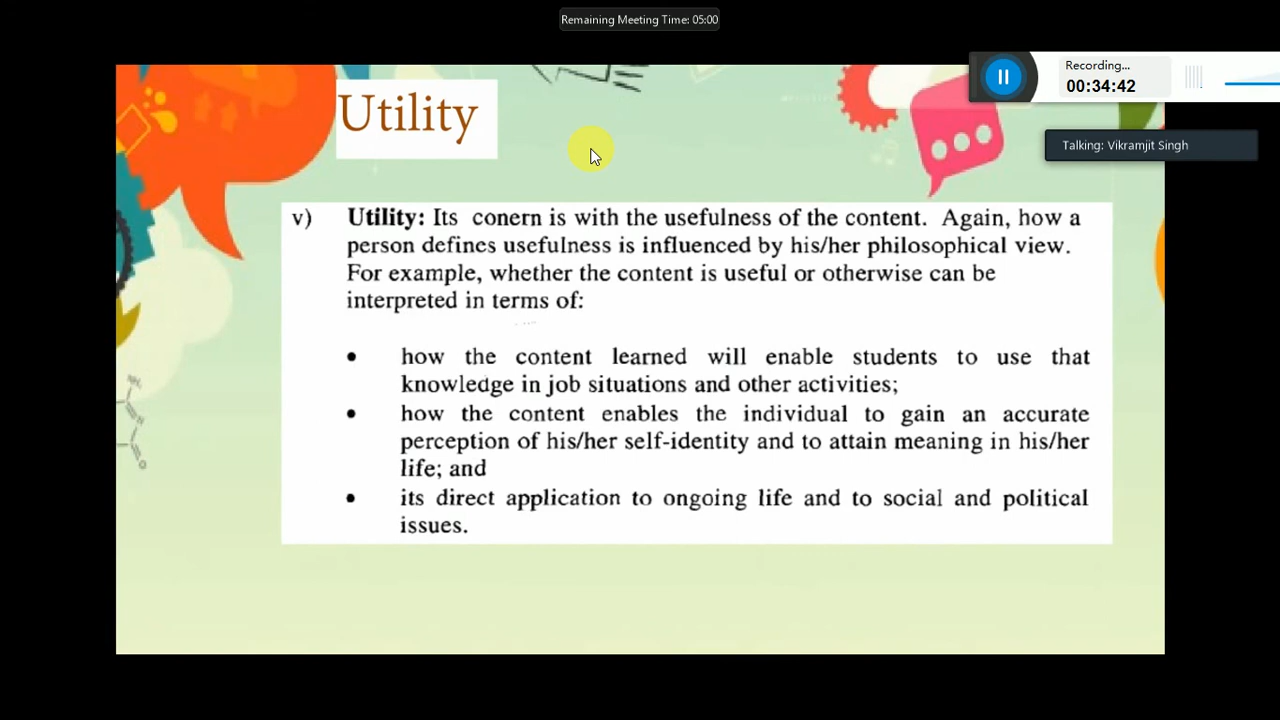 Remaining Meeting Time: 05:00
Recording...
00:34:42
Talking: Vikramjit Singh
Utility
v) Utility: Its conern is with the usefulness of the content. Again, how a
person defines usefulness is influenced by his/her philosophical view.
For example, whether the content is useful or otherwise can be
interpreted in terms of:
• how the content learned will enable students to use that
knowledge in job situations and other activities;
• how the content enables the individual to gain an accurate
perception of his/her self-identity and to attain meaning in his/her
life; and
• its direct application to ongoing life and to social and political
issues.